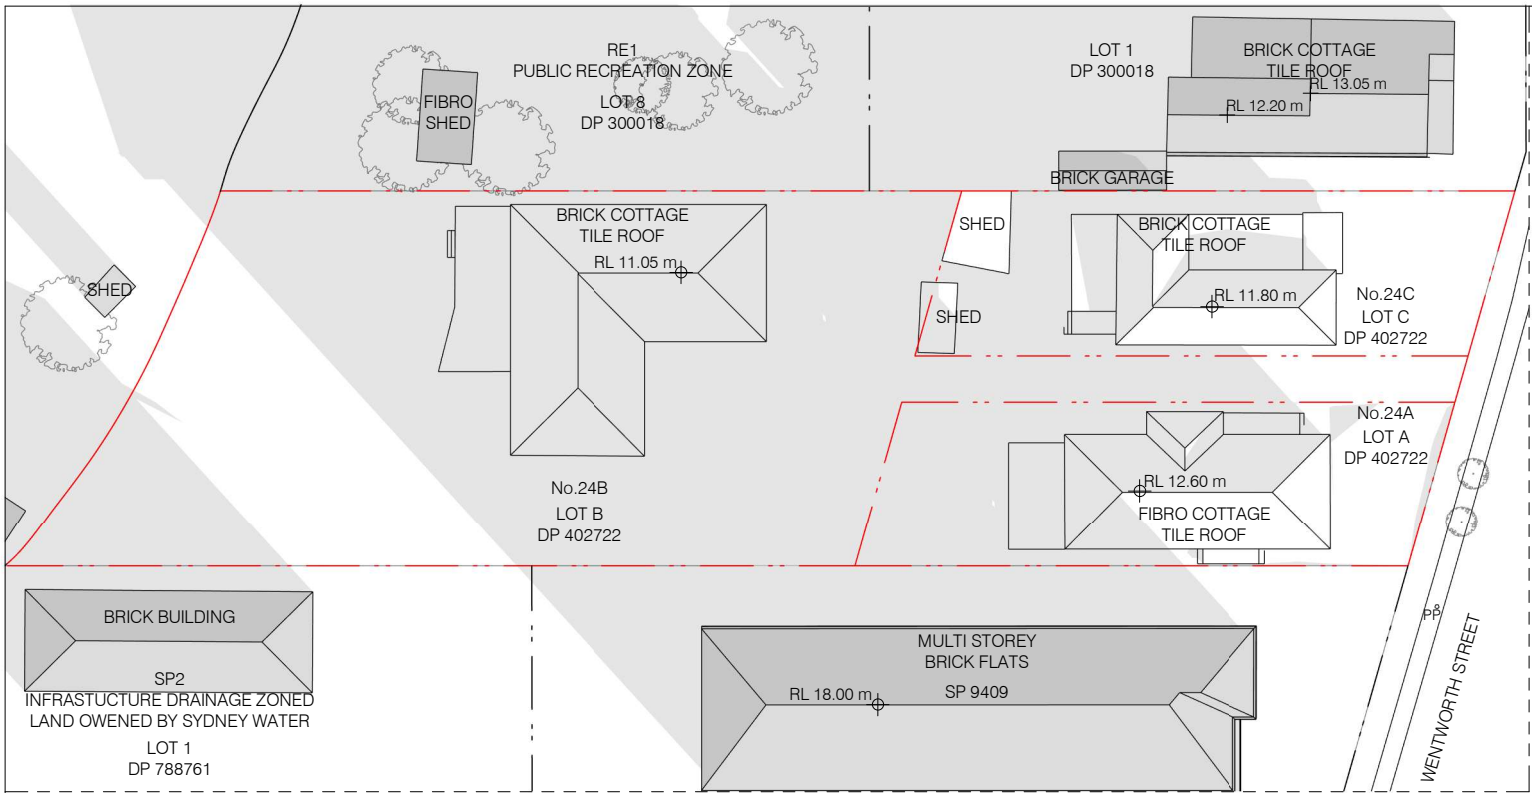 RE1
PUBLIC RECREATION ZONE
LOT 8
DP 300018
FIBRO
SHED
LOT 1
DP 300018
BRICK COTTAGE
TILE ROOF
RL 13.05 m
RL 12.20 m
BRICK GARAGE
BRICK COTTAGE
TILE ROOF
RL 11.05 m
SHED
SHED
SHED
BRICK COTTAGE
TILE ROOF
RL 11.80 m
No.24C
LOT C
DP 402722
No.24A
LOT A
DP 402722
RL 12.60 m
FIBRO COTTAGE
TILE ROOF
No.24B
LOT B
DP 402722
BRICK BUILDING
SP2
INFRASTUCTURE DRAINAGE ZONED
LAND OWENED BY SYDNEY WATER
LOT 1
DP 788761
MULTI STOREY
BRICK FLATS
RL 18.00 m
SP 9409
PP
WENTWORTH STREET